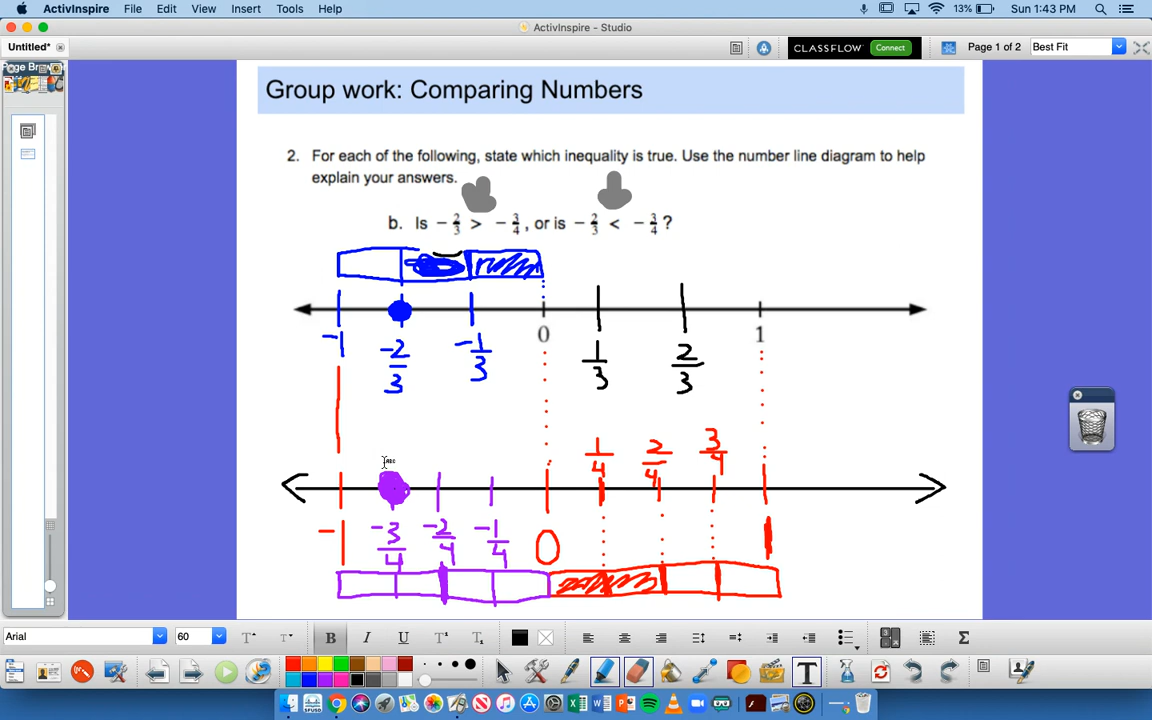 ActivInspire File Edit View Insert Tools Help 13% Sun 1:43 PM
ActivInspire - Studio
Untitled* CLASSFLOW Connect Page 1 of 2 Best Fit
Page Br
Group work: Comparing Numbers
2. For each of the following, state which inequality is true. Use the number line diagram to help
explain your answers.
b. Is −2/3 > −3/4, or is −2/3 < −3/4?
0 1
-1 -2/3 -1/3 1/3 2/3
1/4 2/4 3/4
-1 -3/4 -2/4 -1/4 0 1
Arial 60 B I U